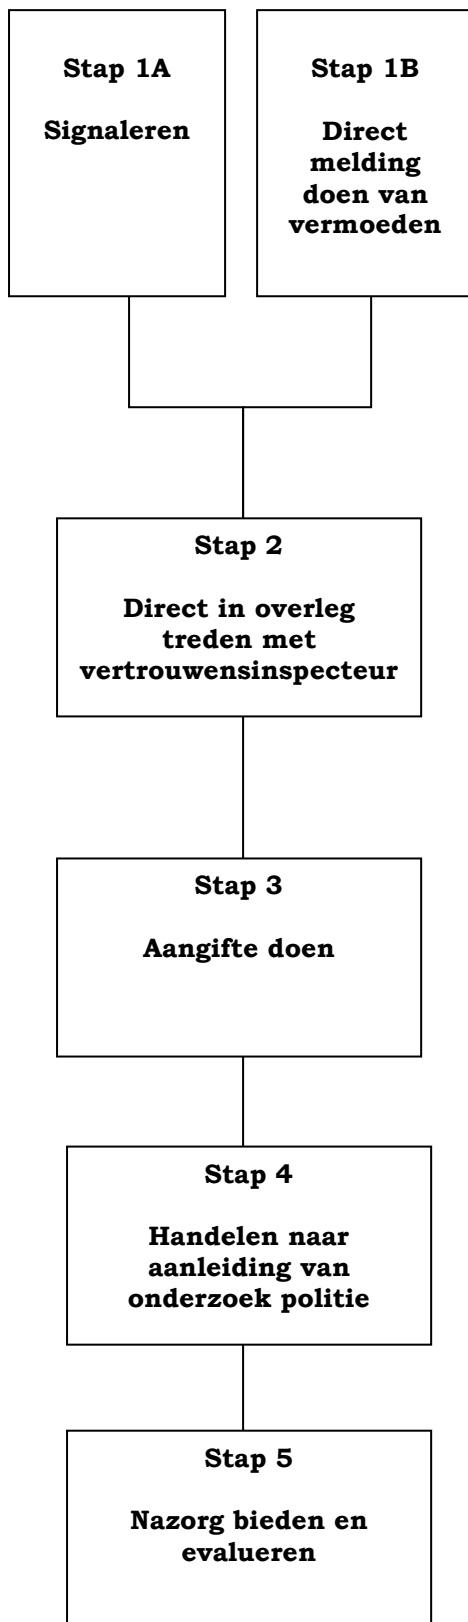 Stap 1A
Signaleren
Stap 1B
Direct
melding
doen van
vermoeden
Stap 2
Direct in overleg
treden met
vertrouwensinspecteur
Stap 3
Aangifte doen
Stap 4
Handelen naar
aanleiding van
onderzoek politie
Stap 5
Nazorg bieden en
evalueren